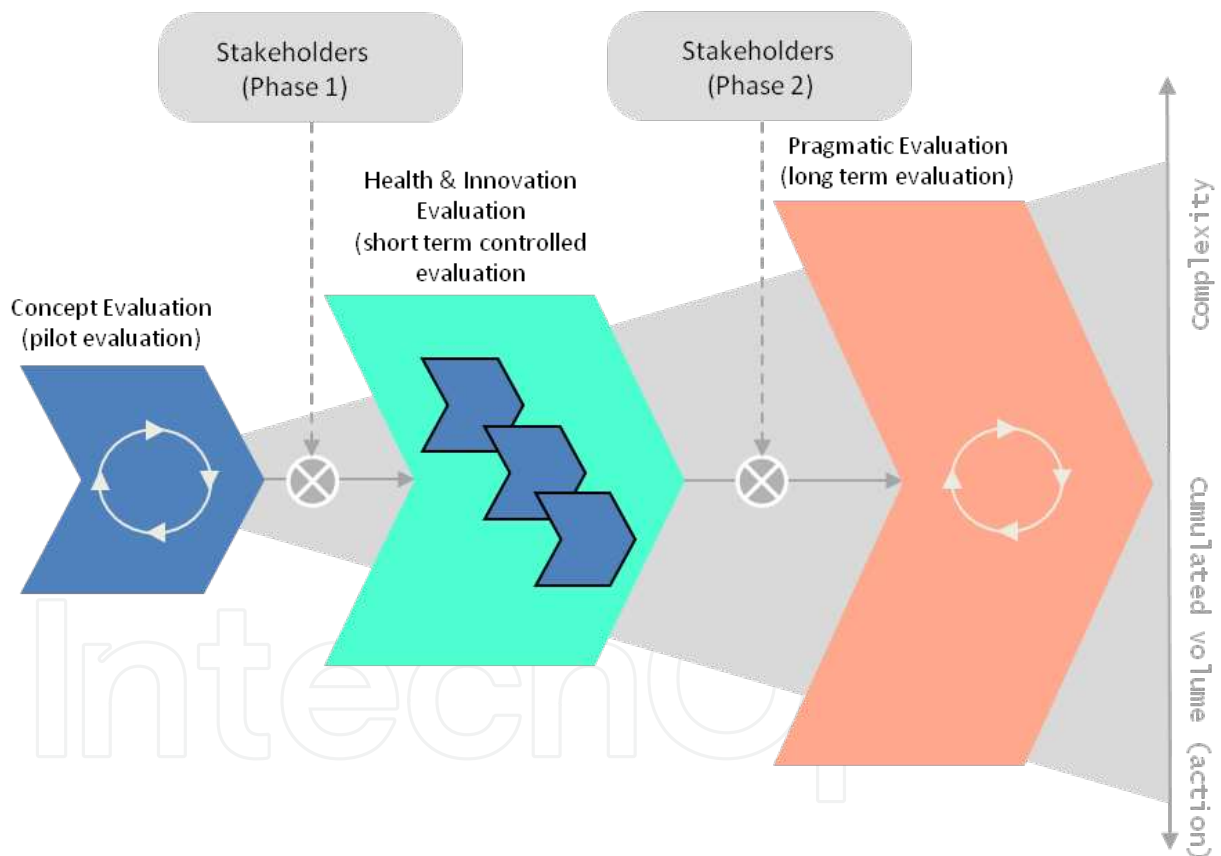 Stakeholders
(Phase 1)
Stakeholders
(Phase 2)
Pragmatic Evaluation
(long term evaluation)
Health & Innovation
Evaluation
(short term controlled
evaluation
Concept Evaluation
(pilot evaluation)
complexity
Cumulated volume (action)
IntechOp